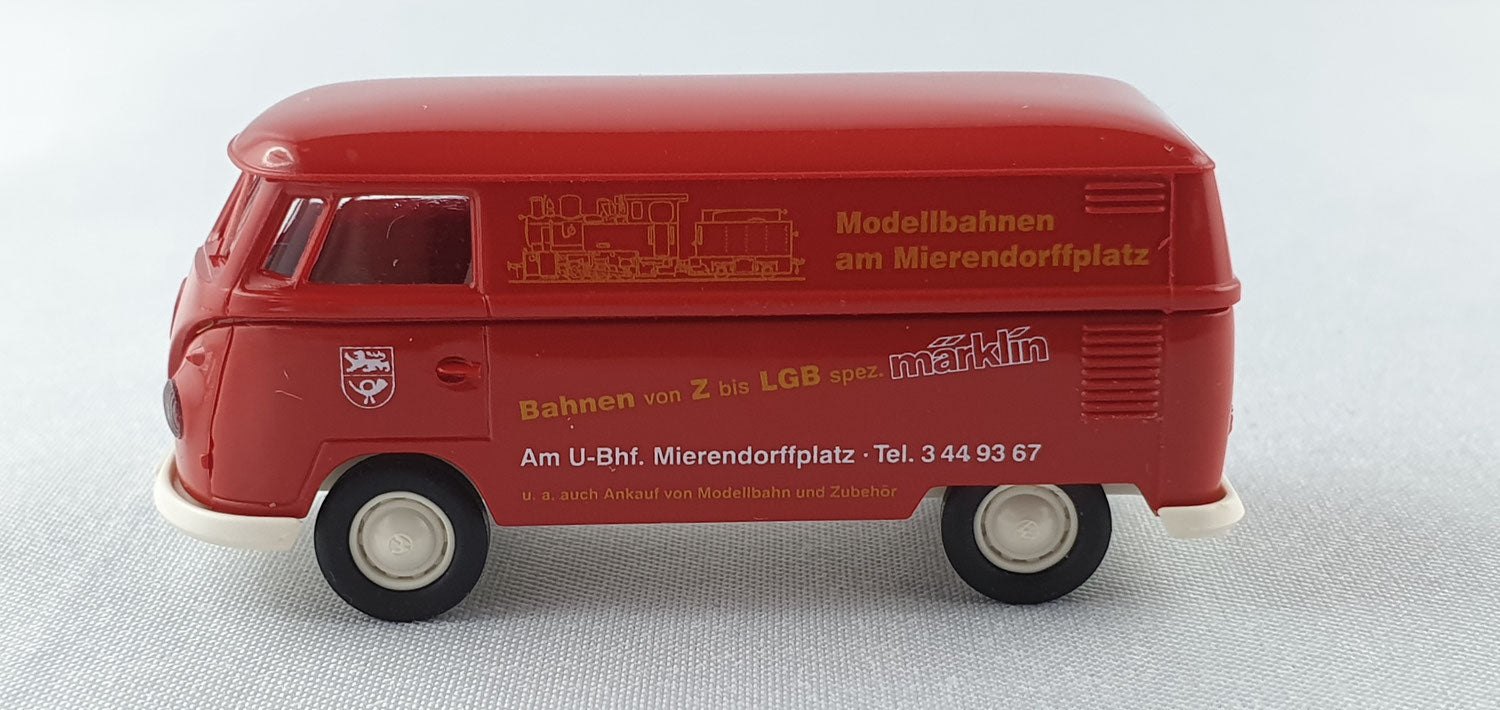 Modellbahnen
am Mierendorffplatz
Bahnen von Z bis LGB spez. märklin
Am U-Bhf. Mierendorffplatz · Tel. 3 44 93 67
u. a. auch Ankauf von Modellbahn und Zubehör